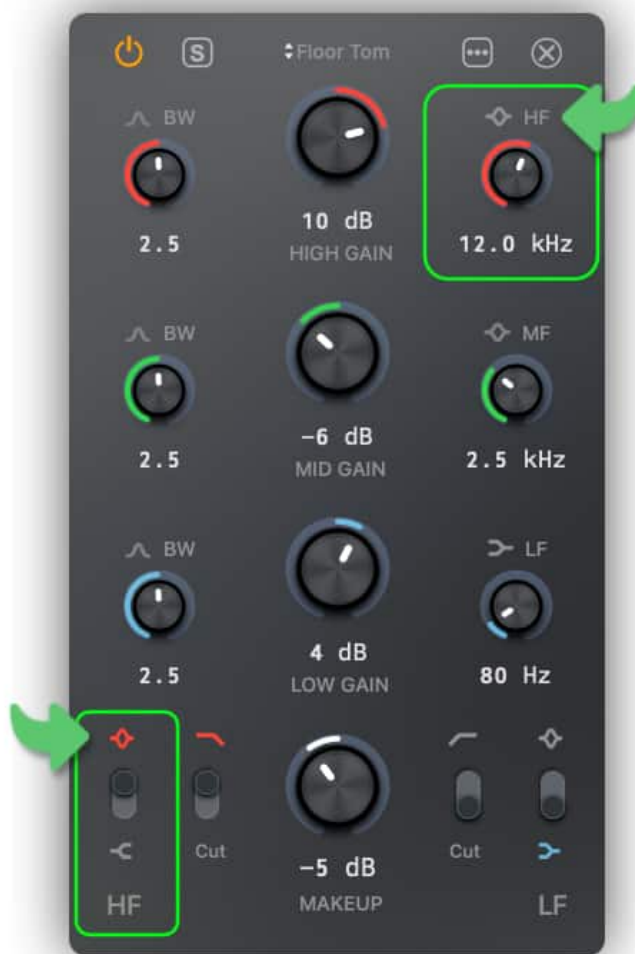 S Floor Tom
BW HF
10 dB
2.5 HIGH GAIN 12.0 kHz
BW MF
-6 dB
2.5 MID GAIN 2.5 kHz
BW LF
4 dB
2.5 LOW GAIN 80 Hz
Cut Cut
-5 dB
HF MAKEUP LF